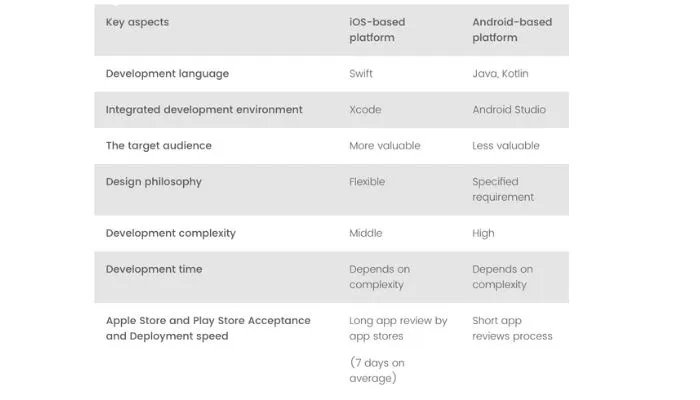 Key aspects
iOS-based
platform
Android-based
platform
Development language
Swift
Java, Kotlin
Integrated development environment
Xcode
Android Studio
The target audience
More valuable
Less valuable
Design philosophy
Flexible
Specified
requirement
Development complexity
Middle
High
Development time
Depends on
complexity
Depends on
complexity
Apple Store and Play Store Acceptance
and Deployment speed
Long app review by
app stores
(7 days on
average)
Short app
reviews process